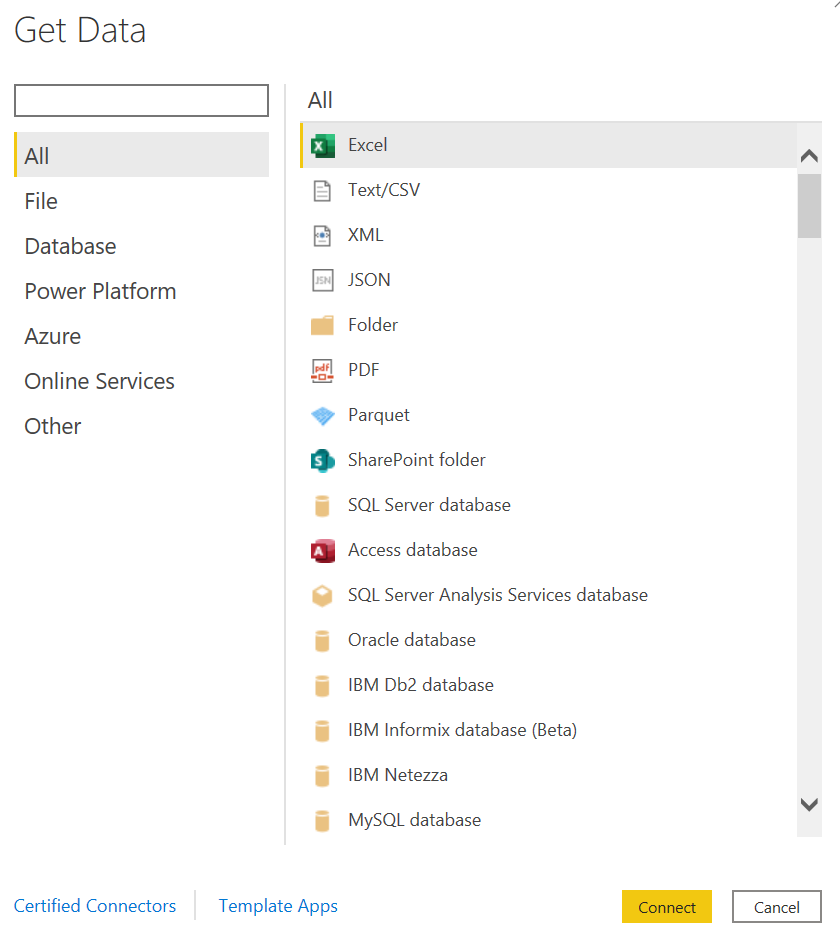 Get Data
All
File
Database
Power Platform
Azure
Online Services
Other
All
Excel
Text/CSV
XML
JSN
JSON
Folder
pdf
PDF
Parquet
SharePoint folder
SQL Server database
Access database
SQL Server Analysis Services database
Oracle database
IBM Db2 database
IBM Informix database (Beta)
IBM Netezza
MySQL database
Certified Connectors
Template Apps
Connect
Cancel